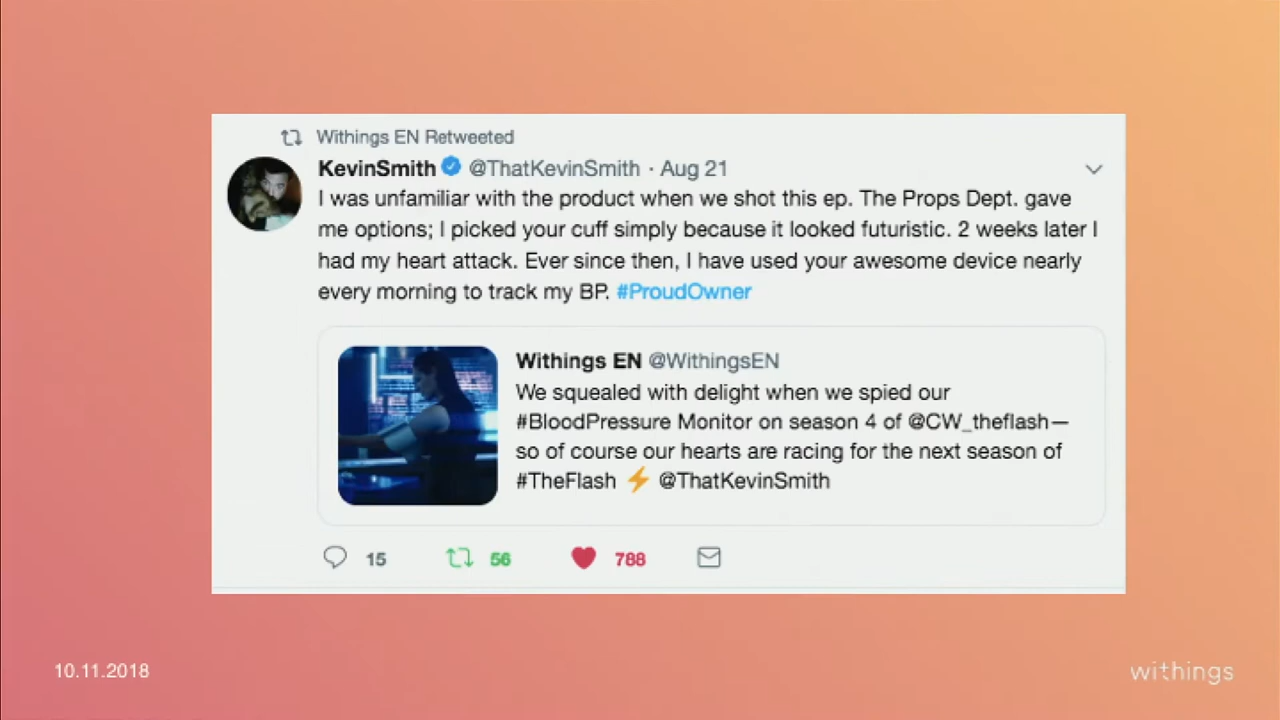 Withings EN Retweeted
KevinSmith @ThatKevinSmith · Aug 21
I was unfamiliar with the product when we shot this ep. The Props Dept. gave
me options; I picked your cuff simply because it looked futuristic. 2 weeks later I
had my heart attack. Ever since then, I have used your awesome device nearly
every morning to track my BP. #ProudOwner
Withings EN @WithingsEN
We squealed with delight when we spied our
#BloodPressure Monitor on season 4 of @CW_theflash—
so of course our hearts are racing for the next season of
#TheFlash ⚡ @ThatKevinSmith
15 56 788
10.11.2018
withings